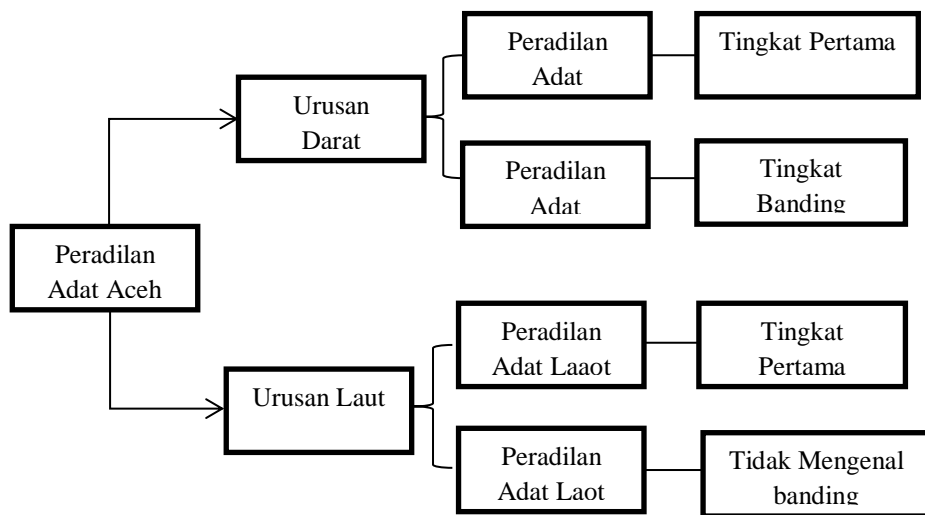 Peradilan
Adat Aceh
Urusan
Darat
Peradilan
Adat
Tingkat Pertama
Peradilan
Adat
Tingkat
Banding
Urusan Laut
Peradilan
Adat Laaot
Tingkat
Pertama
Peradilan
Adat Laot
Tidak Mengenal
banding